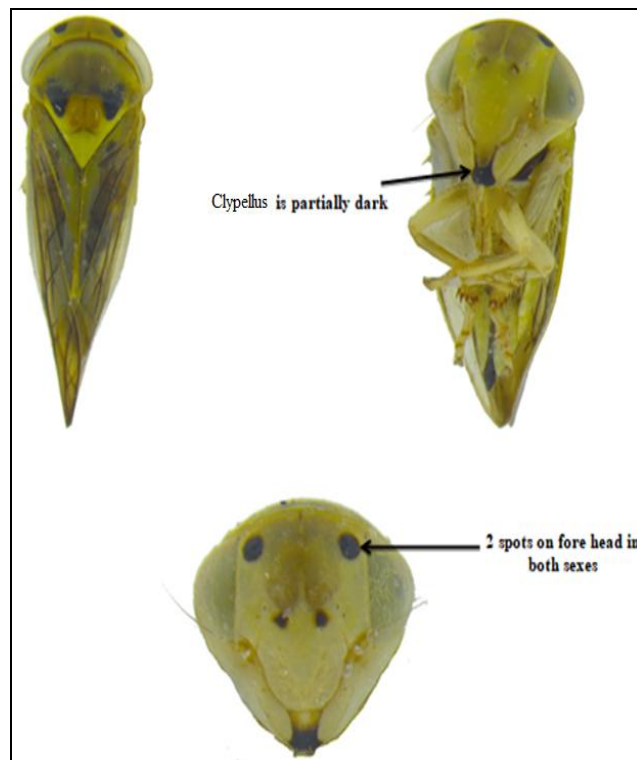 Clypellus is partially dark
2 spots on fore head in
both sexes